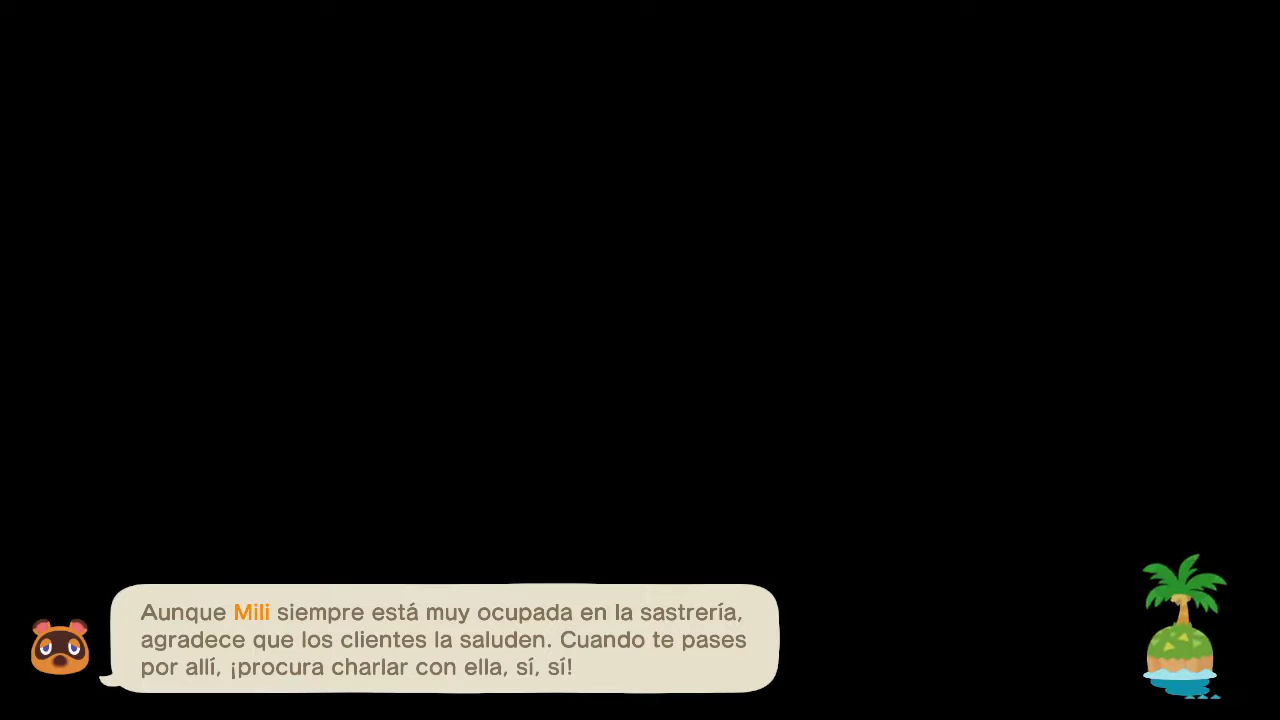 Aunque Mili siempre está muy ocupada en la sastrería,
agradece que los clientes la saluden. Cuando te pases
por allí, ¡procura charlar con ella, sí, sí!